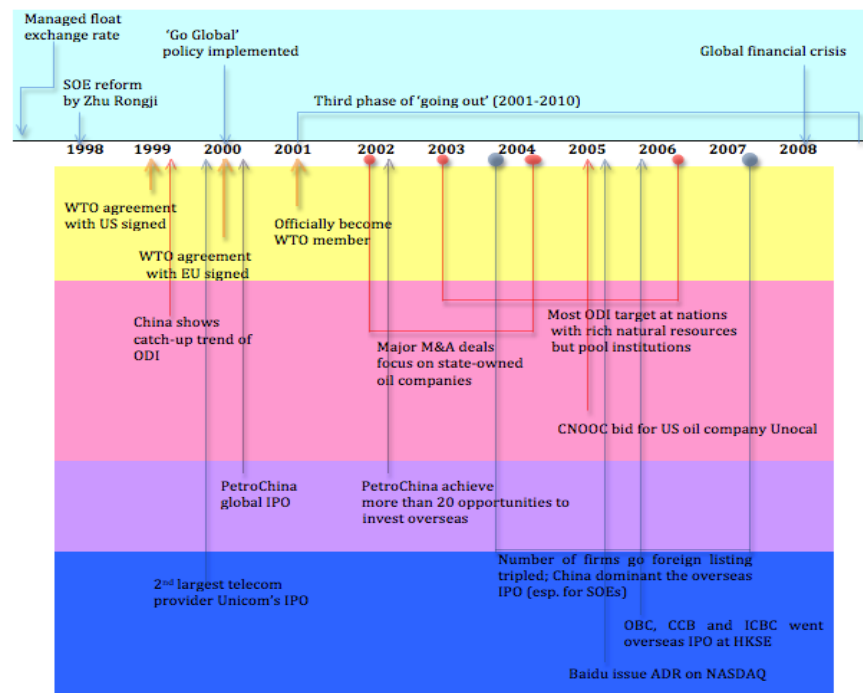 Managed float
exchange rate
'Go Global'
policy implemented
Global financial crisis
SOE reform
by Zhu Rongji
Third phase of 'going out' (2001-2010)
1998 1999 2000 2001 2002 2003 2004 2005 2006 2007 2008
WTO agreement
with US signed
Officially become
WTO member
WTO agreement
with EU signed
China shows
catch-up trend of
ODI
Most ODI target at nations
with rich natural resources
but pool institutions
Major M&A deals
focus on state-owned
oil companies
CNOOC bid for US oil company Unocal
PetroChina
global IPO
PetroChina achieve
more than 20 opportunities to
invest overseas
Number of firms go foreign listing
tripled; China dominant the overseas
IPO (esp. for SOEs)
2nd largest telecom
provider Unicom's IPO
OBC, CCB and ICBC went
overseas IPO at HKSE
Baidu issue ADR on NASDAQ